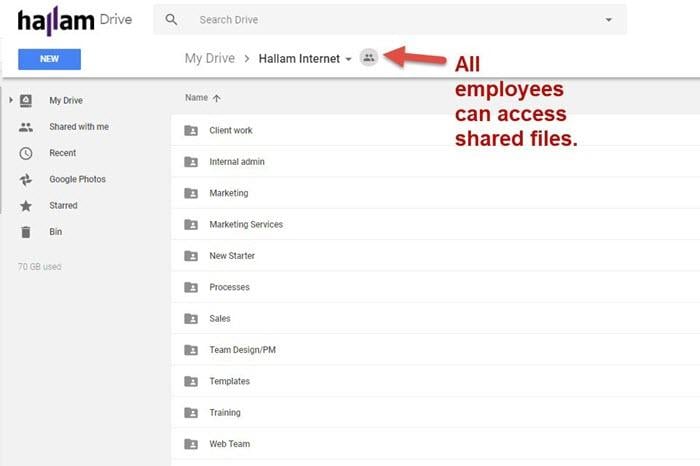 hallam Drive
Search Drive
NEW
My Drive > Hallam Internet
All
employees
can access
shared files.
My Drive
Shared with me
Recent
Google Photos
Starred
Bin
70 GB used
Name ↑
Client work
Internal admin
Marketing
Marketing Services
New Starter
Processes
Sales
Team Design/PM
Templates
Training
Web Team